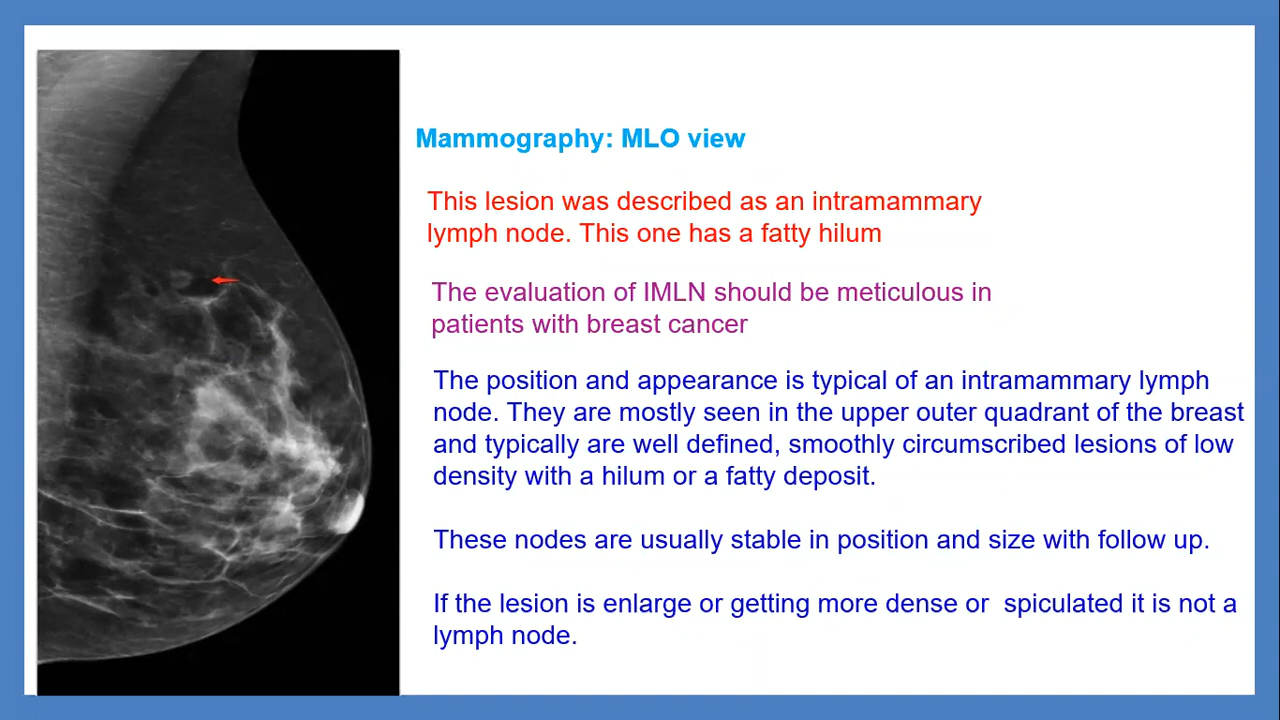 Mammography: MLO view
This lesion was described as an intramammary
lymph node. This one has a fatty hilum
The evaluation of IMLN should be meticulous in
patients with breast cancer
The position and appearance is typical of an intramammary lymph
node. They are mostly seen in the upper outer quadrant of the breast
and typically are well defined, smoothly circumscribed lesions of low
density with a hilum or a fatty deposit.
These nodes are usually stable in position and size with follow up.
If the lesion is enlarge or getting more dense or  spiculated it is not a
lymph node.